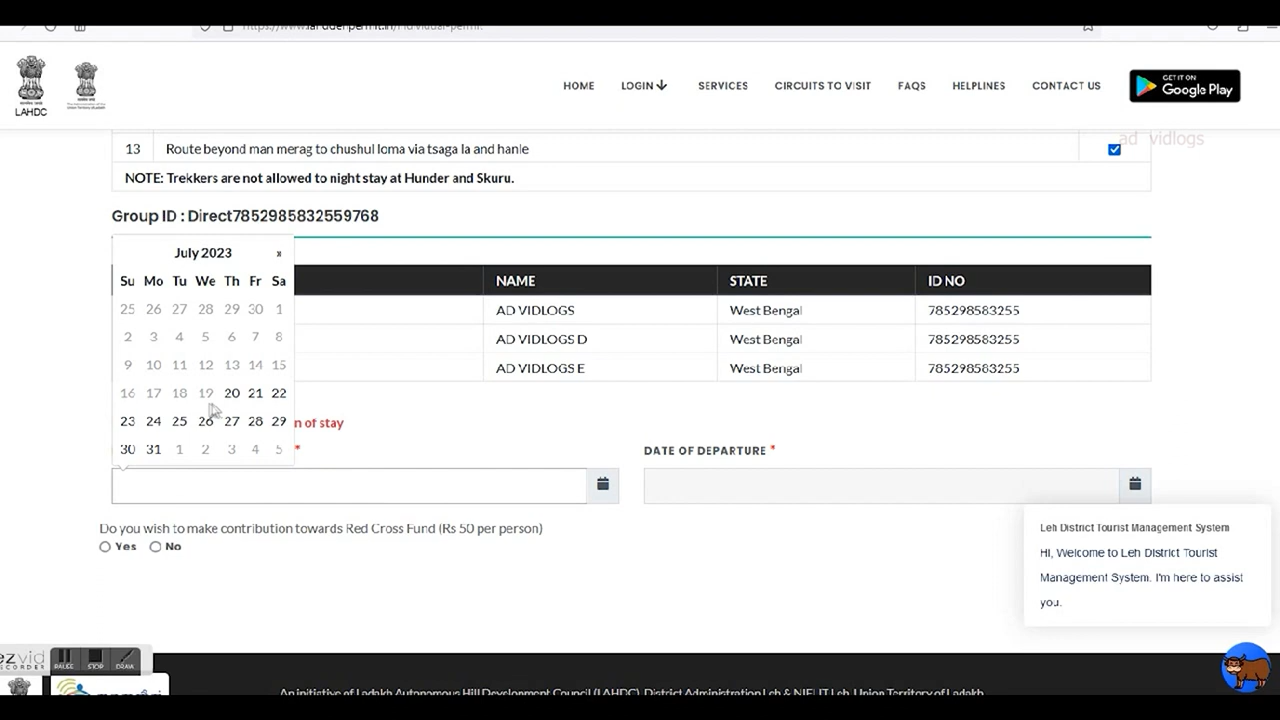 LAHDC
HOME
LOGIN
SERVICES
CIRCUITS TO VISIT
FAQS
HELPLINES
CONTACT US
GET IT ON
Google Play
ad vidlogs
13 Route beyond man merag to chushul loma via tsaga la and hanle
NOTE: Trekkers are not allowed to night stay at Hunder and Skuru.
Group ID : Direct7852985832559768
July 2023 »
Su Mo Tu We Th Fr Sa
25 26 27 28 29 30 1
2 3 4 5 6 7 8
9 10 11 12 13 14 15
16 17 18 19 20 21 22
23 24 25 26 27 28 29
30 31 1 2 3 4 5
NAME STATE ID NO
AD VIDLOGS West Bengal 785298583255
AD VIDLOGS D West Bengal 785298583255
AD VIDLOGS E West Bengal 785298583255
n of stay
*
DATE OF DEPARTURE *
Do you wish to make contribution towards Red Cross Fund (Rs 50 per person)
Yes No
Leh District Tourist Management System
Hi, Welcome to Leh District Tourist
Management System. I'm here to assist
you.
PAUSE STOP DRAW
An initiative of Ladakh Autonomous Hill Development Council (LAHDC), District Administration Leh & NIELIT Leh, Union Territory of Ladakh